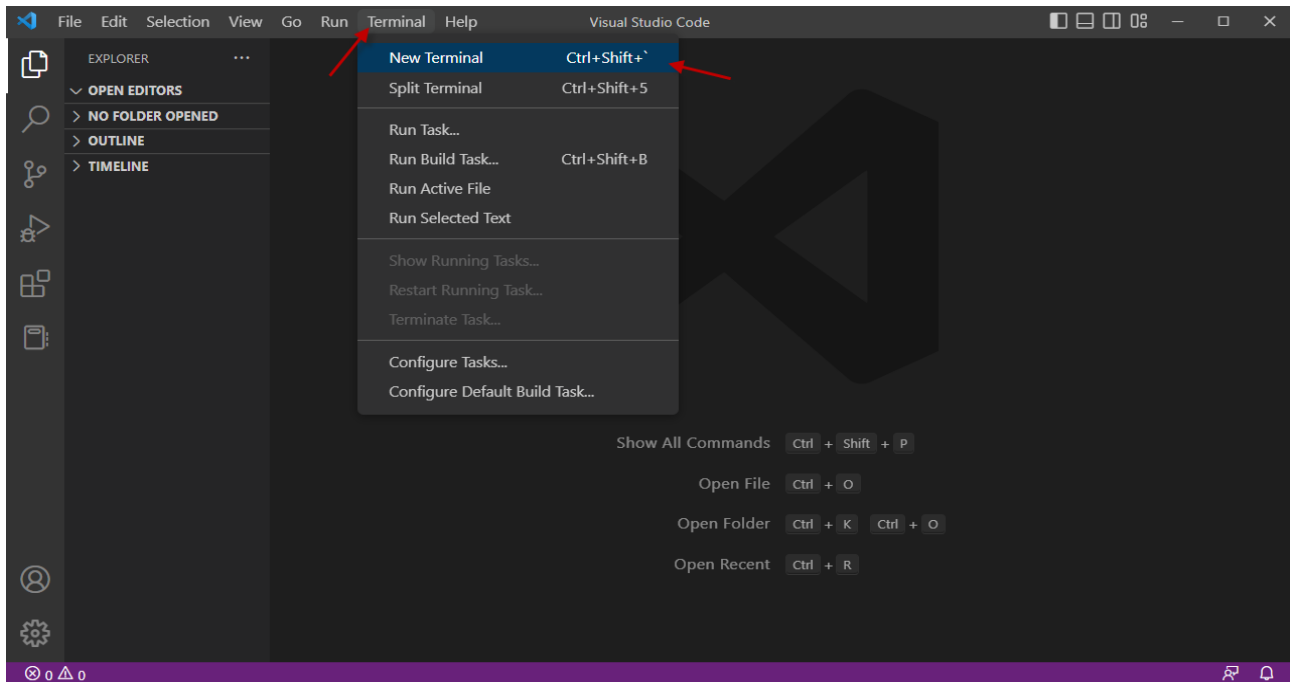 File Edit Selection View Go Run Terminal Help Visual Studio Code
EXPLORER ...
OPEN EDITORS
NO FOLDER OPENED
OUTLINE
TIMELINE
New Terminal Ctrl+Shift+`
Split Terminal Ctrl+Shift+5
Run Task...
Run Build Task... Ctrl+Shift+B
Run Active File
Run Selected Text
Show Running Tasks...
Restart Running Task...
Terminate Task...
Configure Tasks...
Configure Default Build Task...
Show All Commands Ctrl + Shift + P
Open File Ctrl + O
Open Folder Ctrl + K Ctrl + O
Open Recent Ctrl + R
0 0